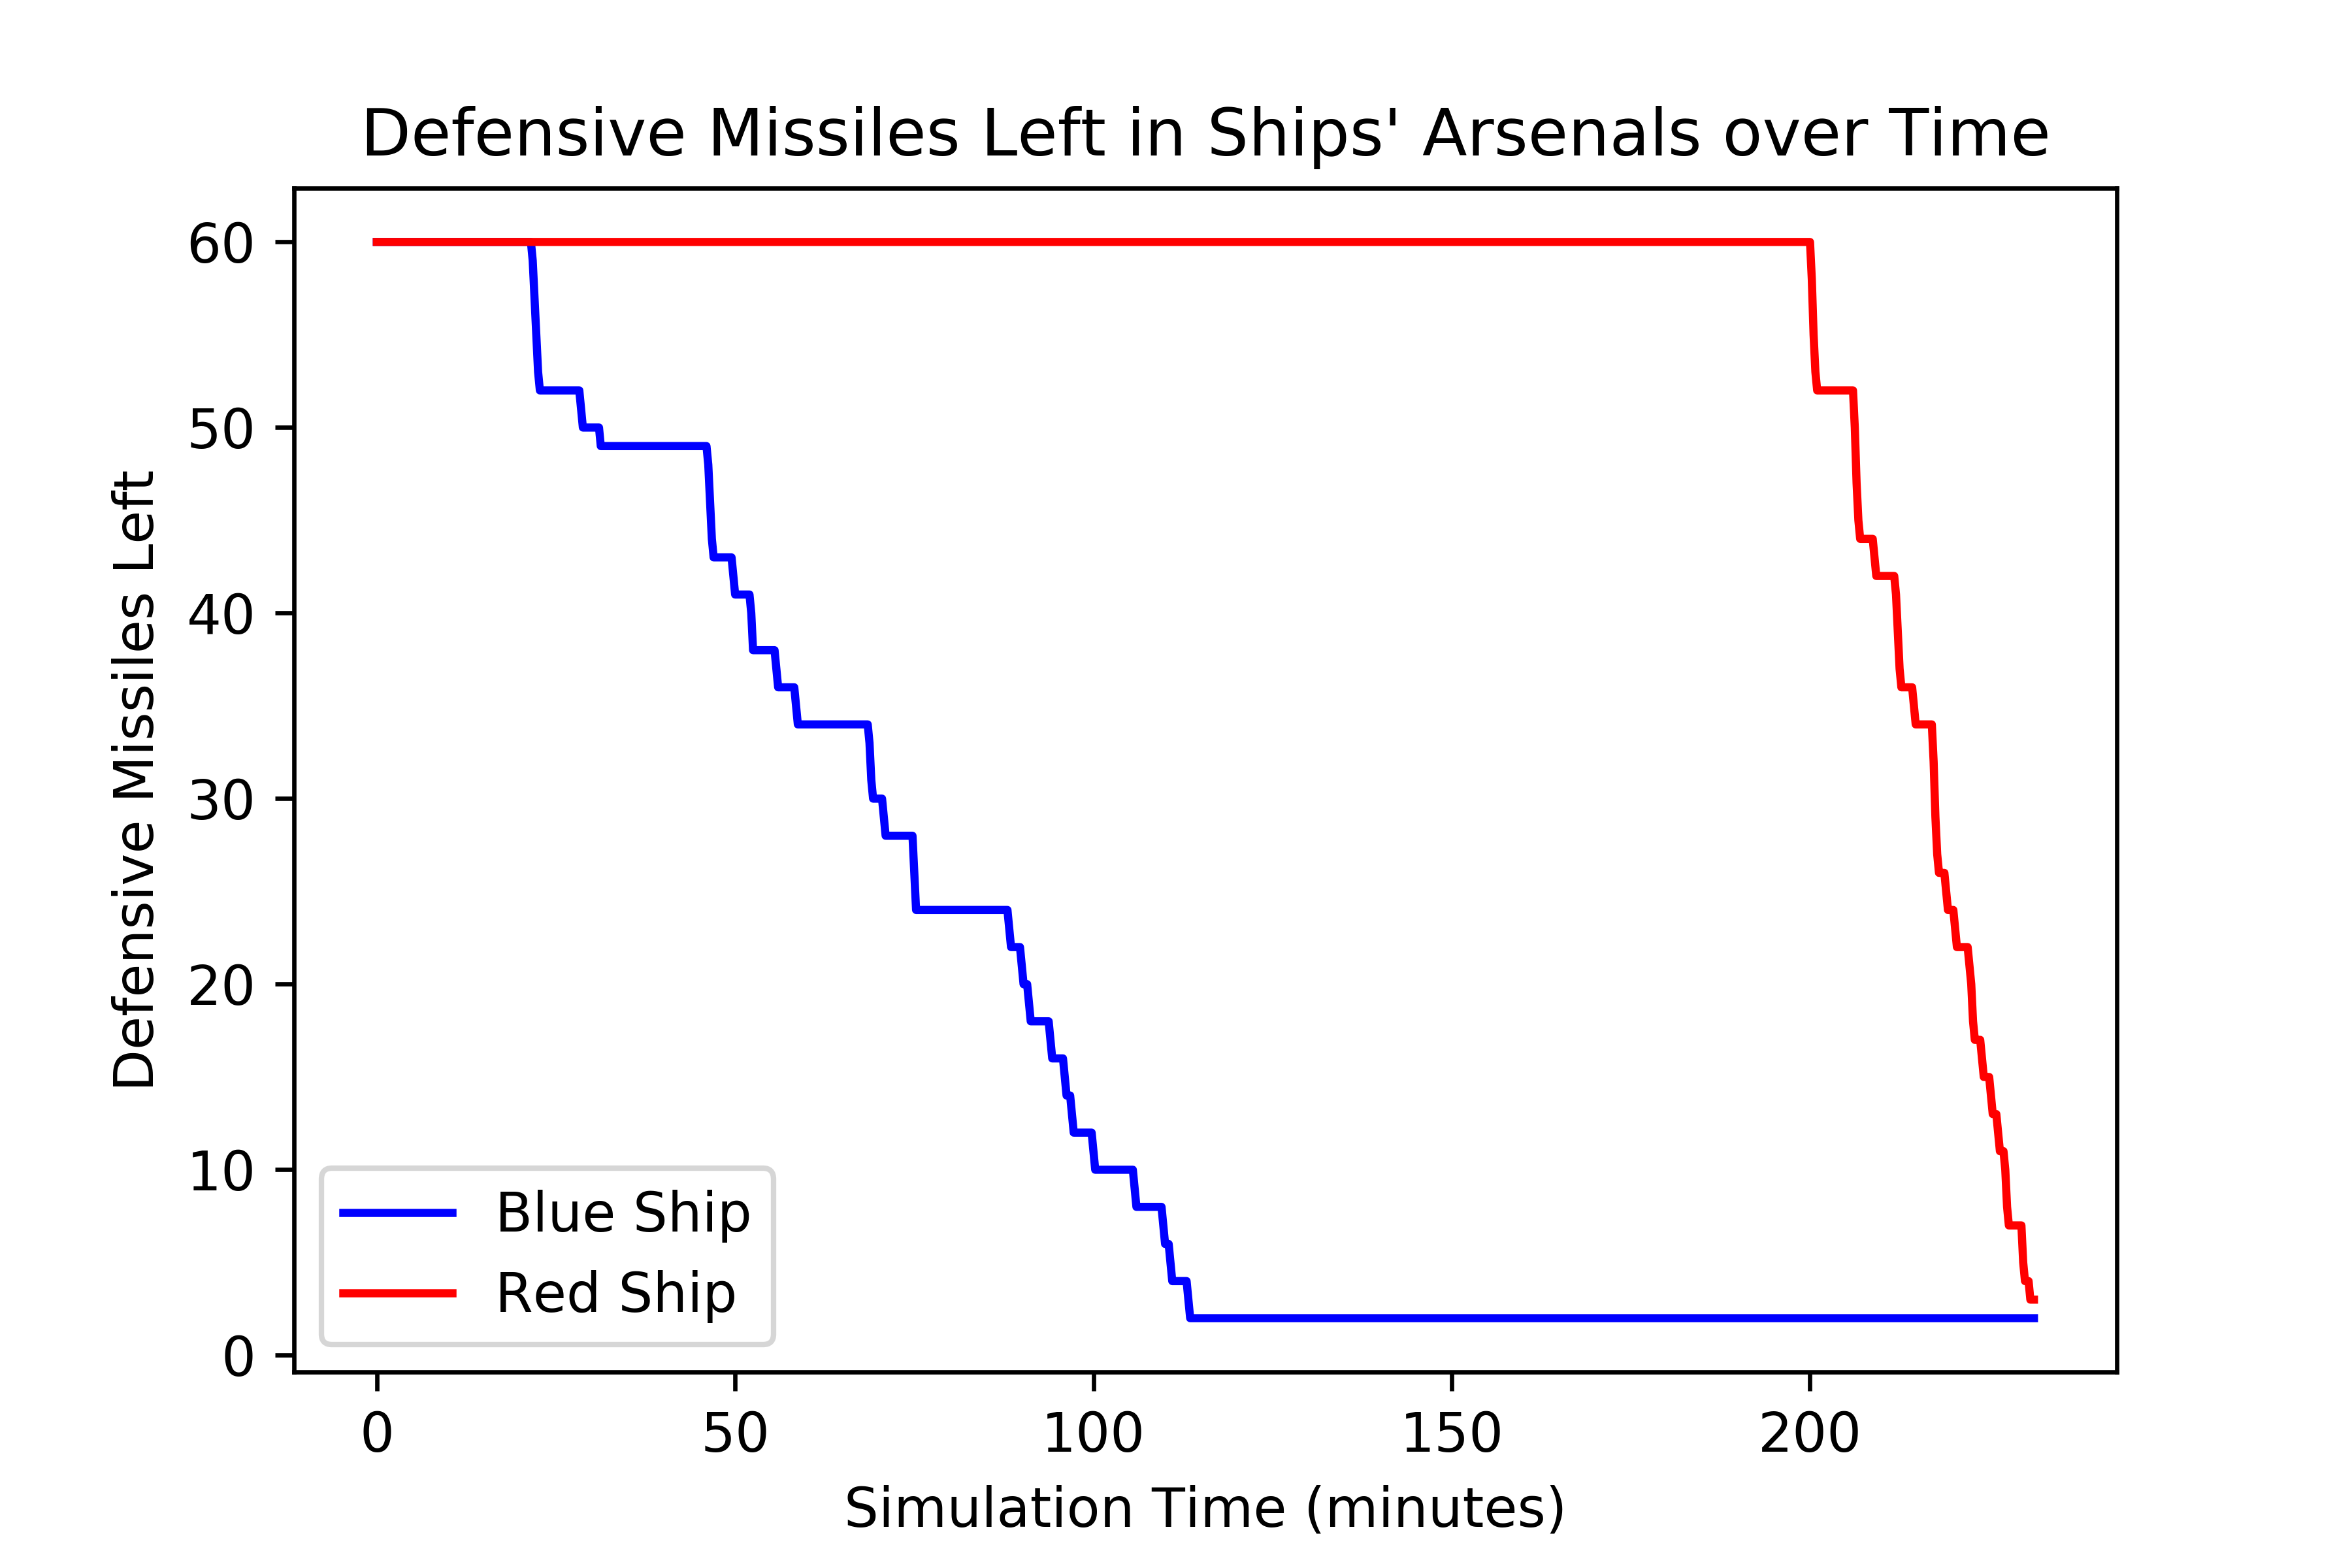 Defensive Missiles Left in Ships' Arsenals over Time
Defensive Missiles Left
60
50
40
30
20
10
0
Blue Ship
Red Ship
0 50 100 150 200
Simulation Time (minutes)